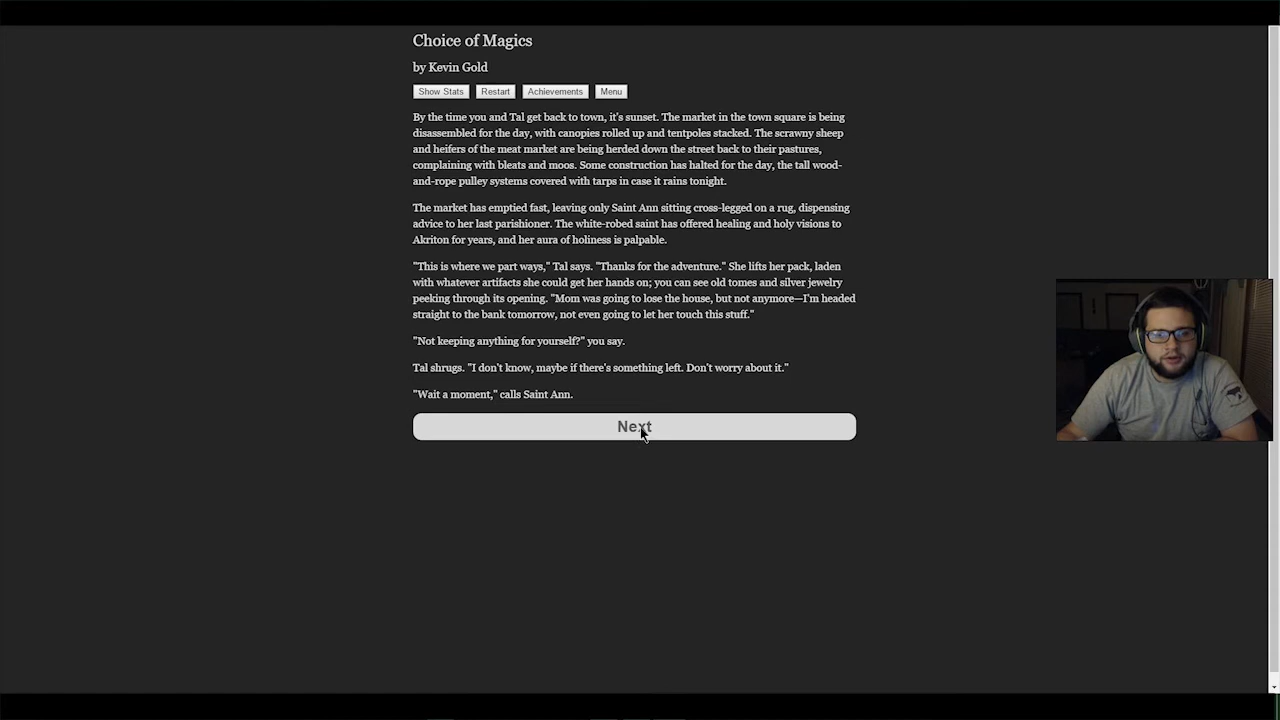 Choice of Magics
by Kevin Gold
Show Stats Restart Achievements Menu
By the time you and Tal get back to town, it's sunset. The market in the town square is being
disassembled for the day, with canopies rolled up and tentpoles stacked. The scrawny sheep
and heifers of the meat market are being herded down the street back to their pastures,
complaining with bleats and moos. Some construction has halted for the day, the tall wood-
and-rope pulley systems covered with tarps in case it rains tonight.
The market has emptied fast, leaving only Saint Ann sitting cross-legged on a rug, dispensing
advice to her last parishioner. The white-robed saint has offered healing and holy visions to
Akriton for years, and her aura of holiness is palpable.
"This is where we part ways," Tal says. "Thanks for the adventure." She lifts her pack, laden
with whatever artifacts she could get her hands on; you can see old tomes and silver jewelry
peeking through its opening. "Mom was going to lose the house, but not anymore—I'm headed
straight to the bank tomorrow, not even going to let her touch this stuff."
"Not keeping anything for yourself?" you say.
Tal shrugs. "I don't know, maybe if there's something left. Don't worry about it."
"Wait a moment," calls Saint Ann.
Next